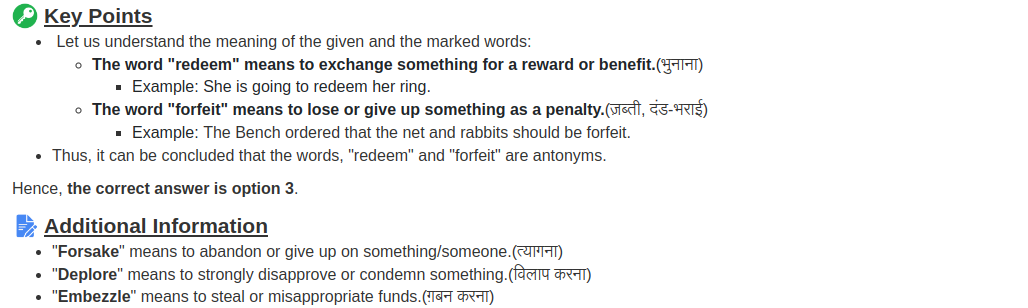 Key Points
Let us understand the meaning of the given and the marked words:
The word "redeem" means to exchange something for a reward or benefit.(भुनाना)
Example: She is going to redeem her ring.
The word "forfeit" means to lose or give up something as a penalty.(ज़ब्ती, दंड-भराई)
Example: The Bench ordered that the net and rabbits should be forfeit.
Thus, it can be concluded that the words, "redeem" and "forfeit" are antonyms.
Hence, the correct answer is option 3.
Additional Information
"Forsake" means to abandon or give up on something/someone.(त्यागना)
"Deplore" means to strongly disapprove or condemn something.(विलाप करना)
"Embezzle" means to steal or misappropriate funds.(ग़बन करना)